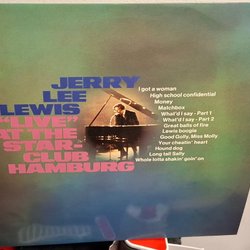 JERRY
LEE
LEWIS
"LIVE"
AT THE
STAR-
CLUB
HAMBURG
I got a woman
High school confidential
Money
Matchbox
What'd I say - Part 1
What'd I say - Part 2
Great balls of fire
Lewis boogie
Good Golly, Miss Molly
Your cheatin' heart
Hound dog
Long tall Sally
Whole lotta shakin' goin' on